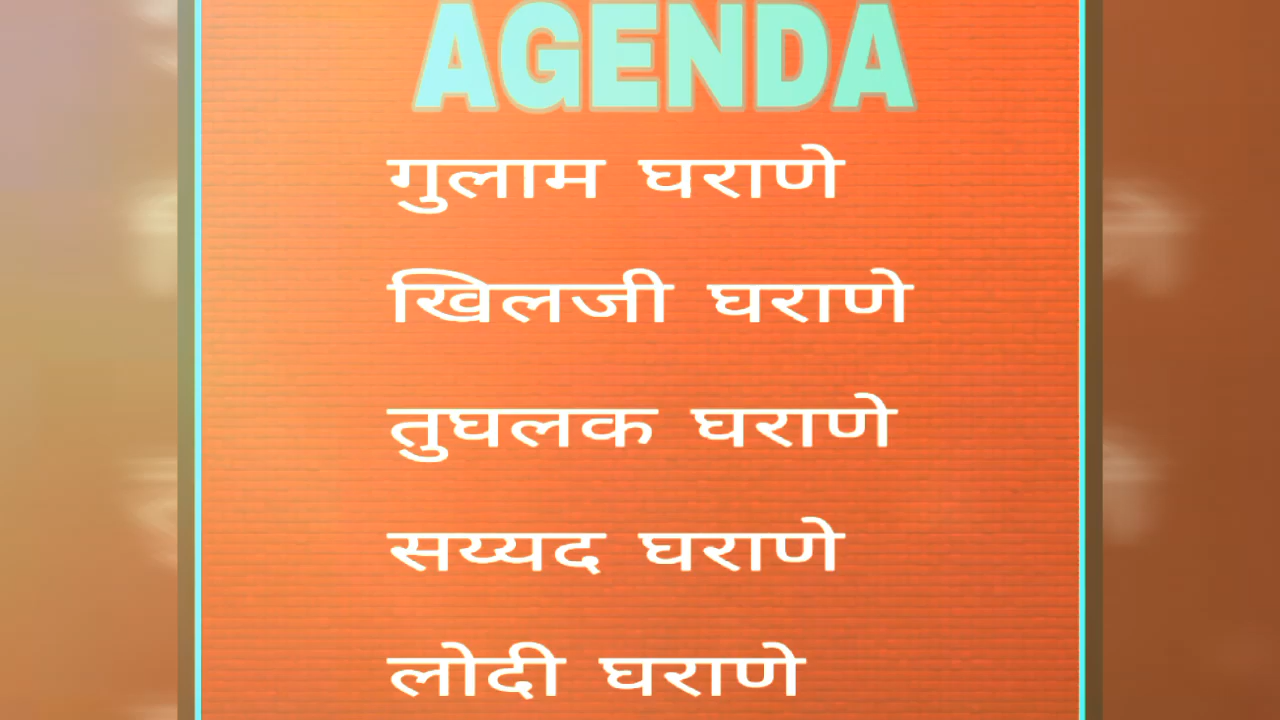 AGENDA
गुलाम घराणे
खिलजी घराणे
तुघलक घराणे
सय्यद घराणे
लोदी घराणे